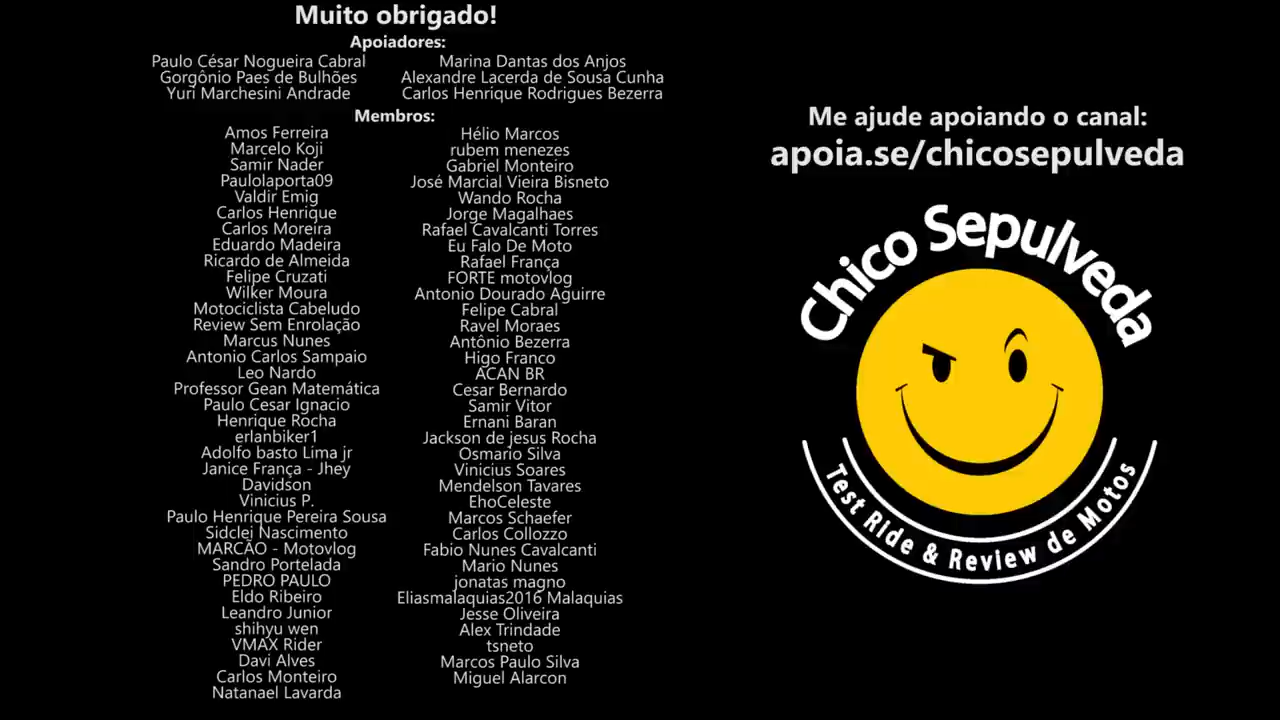 Muito obrigado!
Apoiadores:
Paulo César Nogueira Cabral
Gorgônio Paes de Bulhões
Yuri Marchesini Andrade
Marina Dantas dos Anjos
Alexandre Lacerda de Sousa Cunha
Carlos Henrique Rodrigues Bezerra
Membros:
Amos Ferreira
Marcelo Koji
Samir Nader
Paulolaporta09
Valdir Emig
Carlos Henrique
Carlos Moreira
Eduardo Madeira
Ricardo de Almeida
Felipe Cruzati
Wilker Moura
Motociclista Cabeludo
Review Sem Enrolação
Marcus Nunes
Antonio Carlos Sampaio
Leo Nardo
Professor Gean Matemática
Paulo Cesar Ignacio
Henrique Rocha
erlanbiker1
Adolfo basto Lima jr
Janice França - Jhey
Davidson
Vinicius P.
Paulo Henrique Pereira Sousa
Sidclei Nascimento
MARCÃO - Motovlog
Sandro Portelada
PEDRO PAULO
Eldo Ribeiro
Leandro Junior
shihyu wen
VMAX Rider
Davi Alves
Carlos Monteiro
Natanael Lavarda
Hélio Marcos
rubem menezes
Gabriel Monteiro
José Marcial Vieira Bisneto
Wando Rocha
Jorge Magalhaes
Rafael Cavalcanti Torres
Eu Falo De Moto
Rafael França
FORTE motovlog
Antonio Dourado Aguirre
Felipe Cabral
Ravel Moraes
Antônio Bezerra
Higo Franco
ACAN BR
Cesar Bernardo
Samir Vitor
Ernani Baran
Jackson de jesus Rocha
Osmario Silva
Vinicius Soares
Mendelson Tavares
EhoCeleste
Marcos Schaefer
Carlos Collozzo
Fabio Nunes Cavalcanti
Mario Nunes
jonatas magno
Eliasmalaquias2016 Malaquias
Jesse Oliveira
Alex Trindade
tsneto
Marcos Paulo Silva
Miguel Alarcon
Me ajude apoiando o canal:
apoia.se/chicosepulveda
Chico Sepulveda
Test Ride & Review de Motos